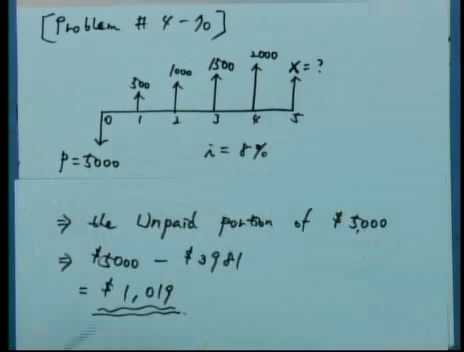 [Problem # 4-70]
500 1000 1500 2000 X = ?
0 1 2 3 4 5
P = 5000 i = 8%
⇒ the Unpaid portion of $5,000
⇒ $5000 - $3981
= $1,019